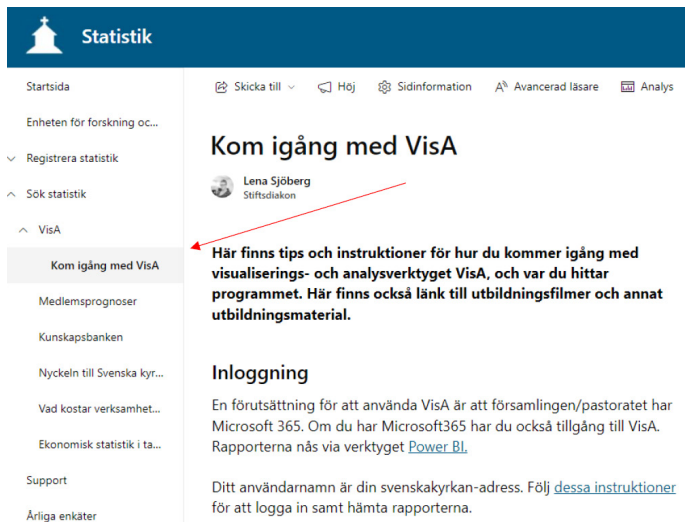 Statistik
Startsida
Enheten för forskning oc...
Registrera statistik
Sök statistik
VisA
Kom igång med VisA
Medlemsprognoser
Kunskapsbanken
Nyckeln till Svenska kyr...
Vad kostar verksamhet...
Ekonomisk statistik i ta...
Support
Årliga enkäter
Skicka till
Höj
Sidinformation
Avancerad läsare
Analys
Kom igång med VisA
Lena Sjöberg
Stiftsdiakon
Här finns tips och instruktioner för hur du kommer igång med
visualiserings- och analysverktyget VisA, och var du hittar
programmet. Här finns också länk till utbildningsfilmer och annat
utbildningsmaterial.
Inloggning
En förutsättning för att använda VisA är att församlingen/pastoratet har
Microsoft 365. Om du har Microsoft365 har du också tillgång till VisA.
Rapporterna nås via verktyget Power BI.
Ditt användarnamn är din svenskakyrkan-adress. Följ dessa instruktioner
för att logga in samt hämta rapporterna.